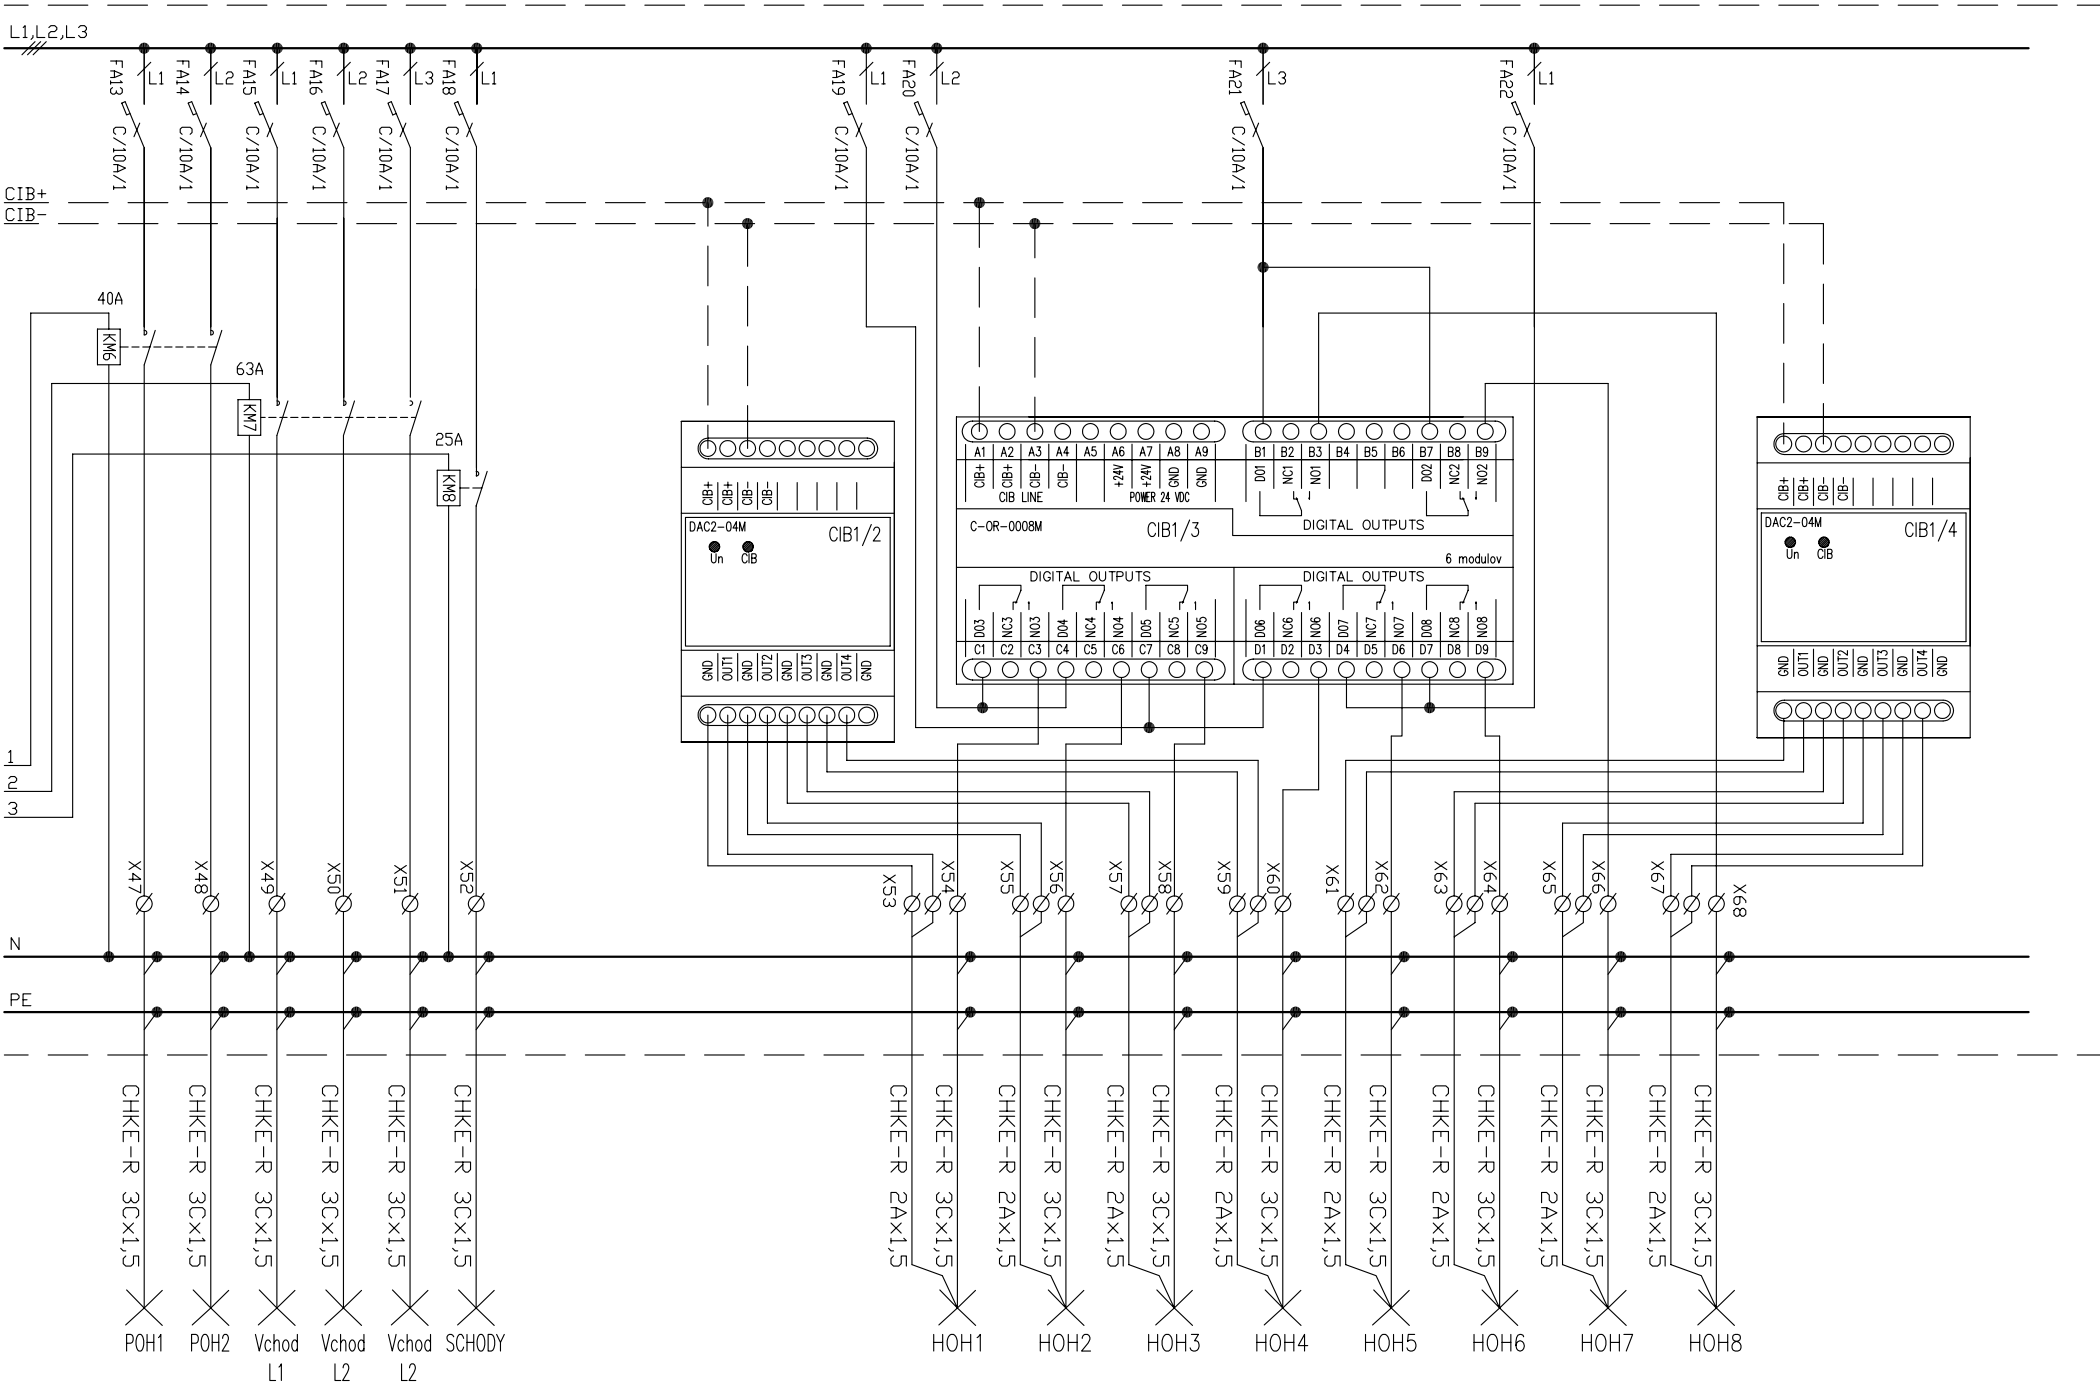 L1,L2,L3
FA13 L1 C/10A/1
FA14 L2 C/10A/1
FA15 L1 C/10A/1
FA16 L2 C/10A/1
FA17 L3 C/10A/1
FA18 L1 C/10A/1
FA19 L1 C/10A/1
FA20 L2 C/10A/1
FA21 L3 C/10A/1
FA22 L1 C/10A/1
CIB+
CIB-
40A
KM6
63A
KM7
25A
KM8
CIB+ CIB+ CIB- CIB-
DAC2-04M
CIB1/2
Un CIB
GND OUT1 GND OUT2 GND OUT3 GND OUT4 GND
A1 A2 A3 A4 A5 A6 A7 A8 A9
CIB+ CIB+ CIB- CIB- +24V +24V GND GND
CIB LINE
POWER 24 VDC
B1 B2 B3 B4 B5 B6 B7 B8 B9
DO1 NC1 NO1 DO2 NC2 NO2
DIGITAL OUTPUTS
C-OR-0008M
CIB1/3
6 modulov
DIGITAL OUTPUTS
DIGITAL OUTPUTS
DO3 NC3 NO3 DO4 NC4 NO4 DO5 NC5 NO5
C1 C2 C3 C4 C5 C6 C7 C8 C9
DO6 NC6 NO6 DO7 NC7 NO7 DO8 NC8 NO8
D1 D2 D3 D4 D5 D6 D7 D8 D9
CIB+ CIB+ CIB- CIB-
DAC2-04M
CIB1/4
Un CIB
GND OUT1 GND OUT2 GND OUT3 GND OUT4 GND
1
2
3
X47 X48 X49 X50 X51 X52 X53 X54 X55 X56 X57 X58 X59 X60 X61 X62 X63 X64 X65 X66 X67 X68
N
PE
CHKE-R 3Cx1,5
CHKE-R 3Cx1,5
CHKE-R 3Cx1,5
CHKE-R 3Cx1,5
CHKE-R 3Cx1,5
CHKE-R 3Cx1,5
CHKE-R 2Ax1,5
CHKE-R 3Cx1,5
CHKE-R 2Ax1,5
CHKE-R 3Cx1,5
CHKE-R 2Ax1,5
CHKE-R 3Cx1,5
CHKE-R 2Ax1,5
CHKE-R 3Cx1,5
CHKE-R 2Ax1,5
CHKE-R 3Cx1,5
CHKE-R 2Ax1,5
CHKE-R 3Cx1,5
CHKE-R 2Ax1,5
CHKE-R 3Cx1,5
CHKE-R 2Ax1,5
CHKE-R 3Cx1,5
POH1
POH2
Vchod
L1
Vchod
L2
Vchod
L2
SCHODY
HOH1
HOH2
HOH3
HOH4
HOH5
HOH6
HOH7
HOH8